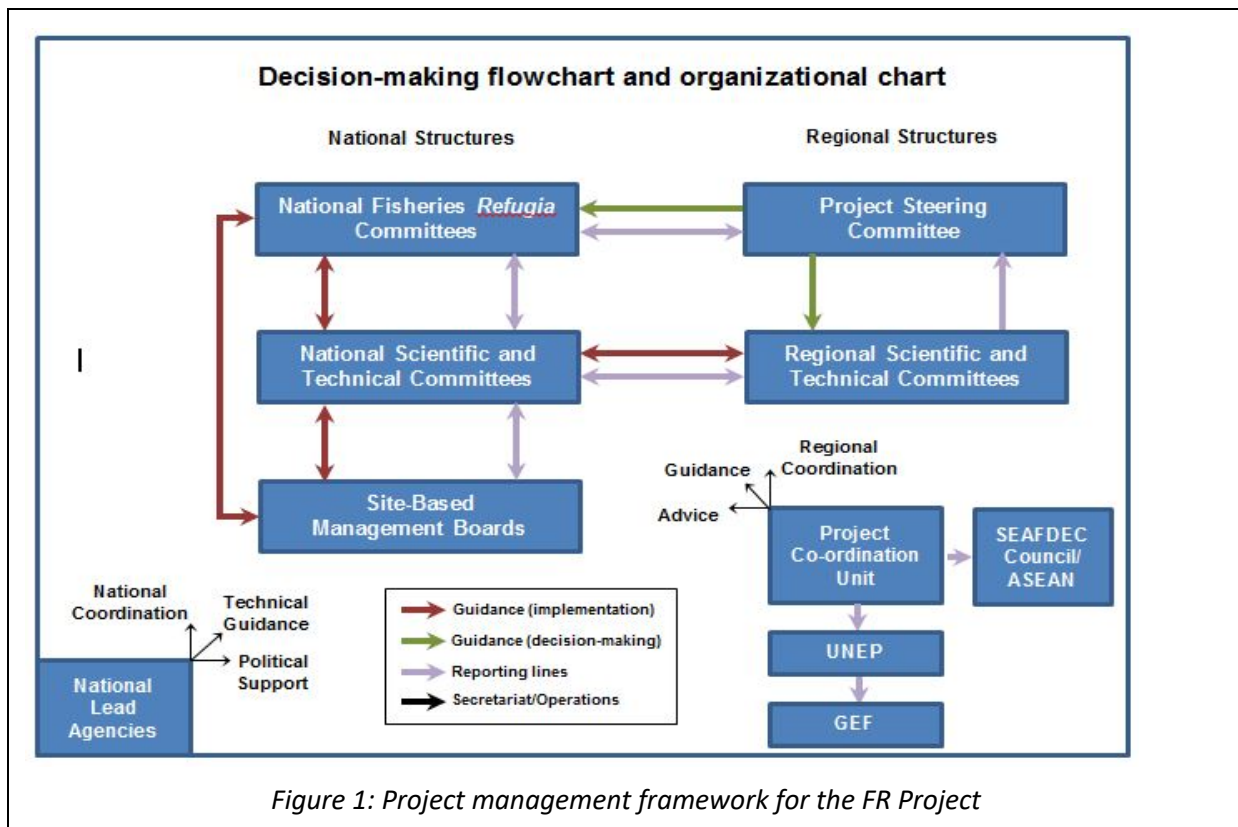 Decision-making flowchart and organizational chart
National Structures
Regional Structures
National Fisheries Refugia
Committees
Project Steering
Committee
National Scientific and
Technical Committees
Regional Scientific and
Technical Committees
Site-Based
Management Boards
Regional
Coordination
Guidance
Advice
Project
Co-ordination
Unit
SEAFDEC
Council/
ASEAN
UNEP
GEF
National
Coordination
Technical
Guidance
Political
Support
National
Lead
Agencies
Guidance (implementation)
Guidance (decision-making)
Reporting lines
Secretariat/Operations
Figure 1: Project management framework for the FR Project